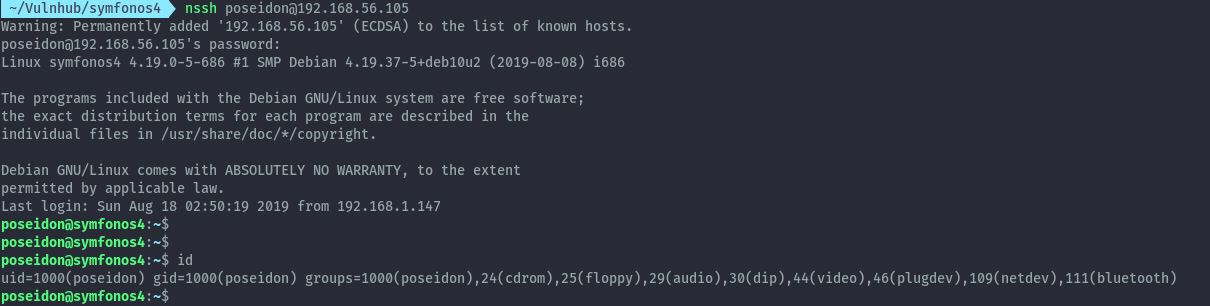 ~/Vulnhub/symfonos4 nssh poseidon@192.168.56.105
Warning: Permanently added '192.168.56.105' (ECDSA) to the list of known hosts.
poseidon@192.168.56.105's password:
Linux symfonos4 4.19.0-5-686 #1 SMP Debian 4.19.37-5+deb10u2 (2019-08-08) i686
The programs included with the Debian GNU/Linux system are free software;
the exact distribution terms for each program are described in the
individual files in /usr/share/doc/*/copyright.
Debian GNU/Linux comes with ABSOLUTELY NO WARRANTY, to the extent
permitted by applicable law.
Last login: Sun Aug 18 02:50:19 2019 from 192.168.1.147
poseidon@symfonos4:~$
poseidon@symfonos4:~$
poseidon@symfonos4:~$ id
uid=1000(poseidon) gid=1000(poseidon) groups=1000(poseidon),24(cdrom),25(floppy),29(audio),30(dip),44(video),46(plugdev),109(netdev),111(bluetooth)
poseidon@symfonos4:~$